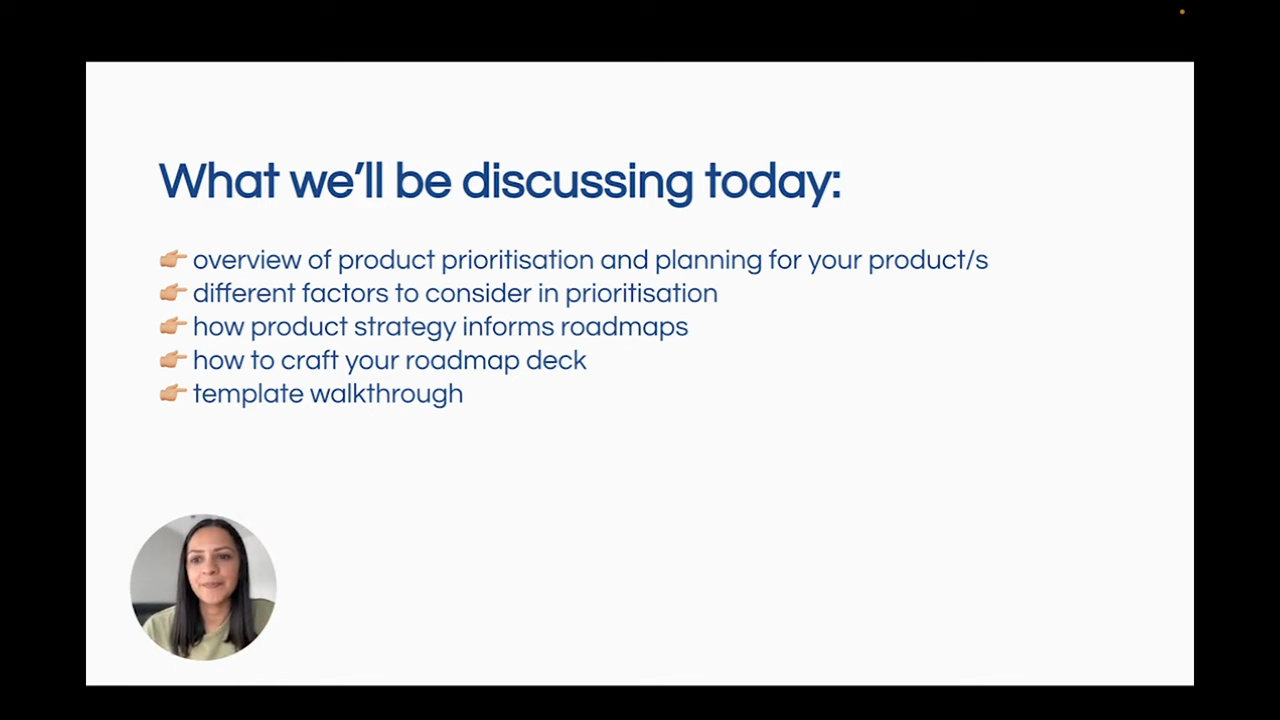 What we’ll be discussing today:
👉🏼 overview of product prioritisation and planning for your product/s
👉🏼 different factors to consider in prioritisation
👉🏼 how product strategy informs roadmaps
👉🏼 how to craft your roadmap deck
👉🏼 template walkthrough